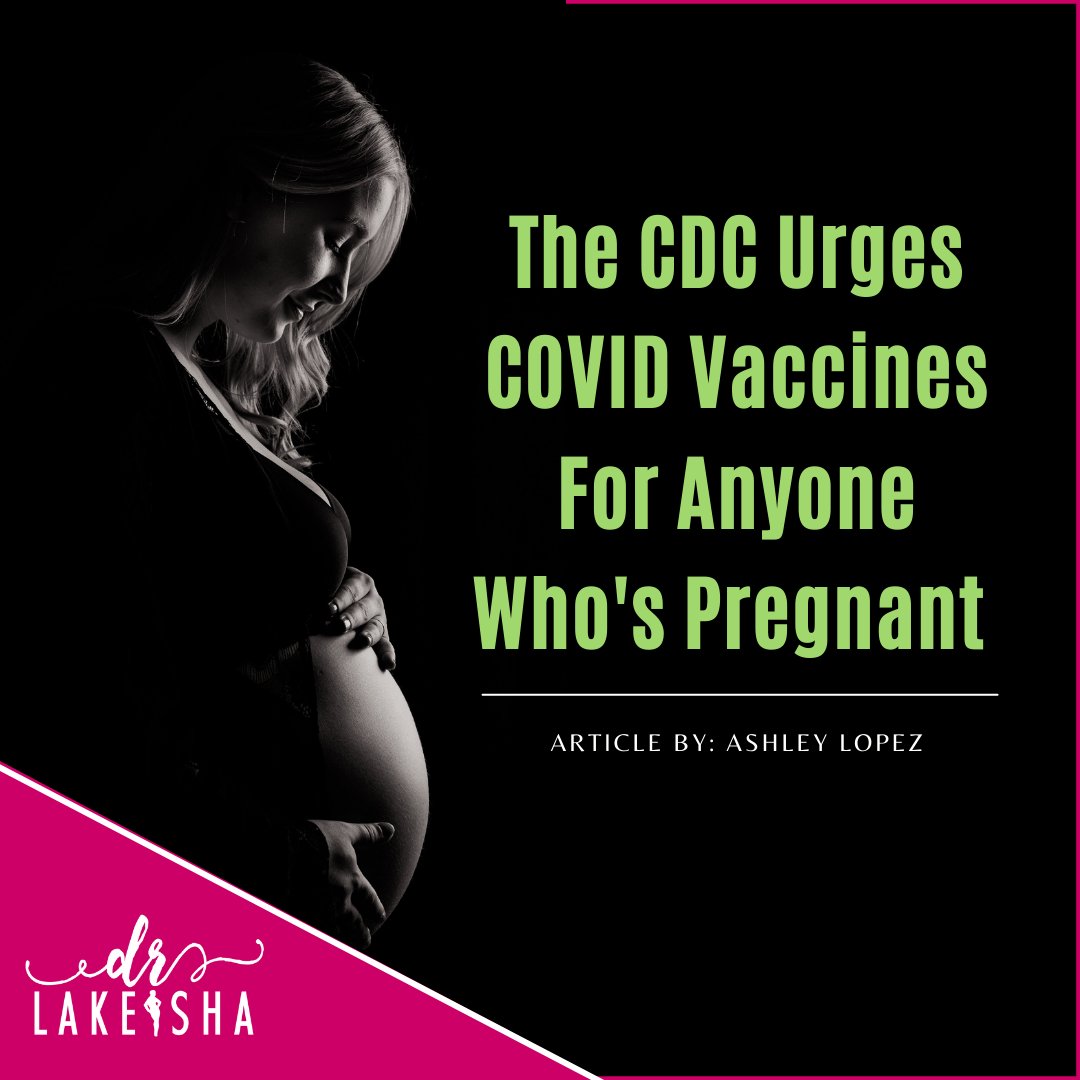 The CDC Urges
COVID Vaccines
For Anyone
Who's Pregnant
ARTICLE BY: ASHLEY LOPEZ
dr
LAKEISHA